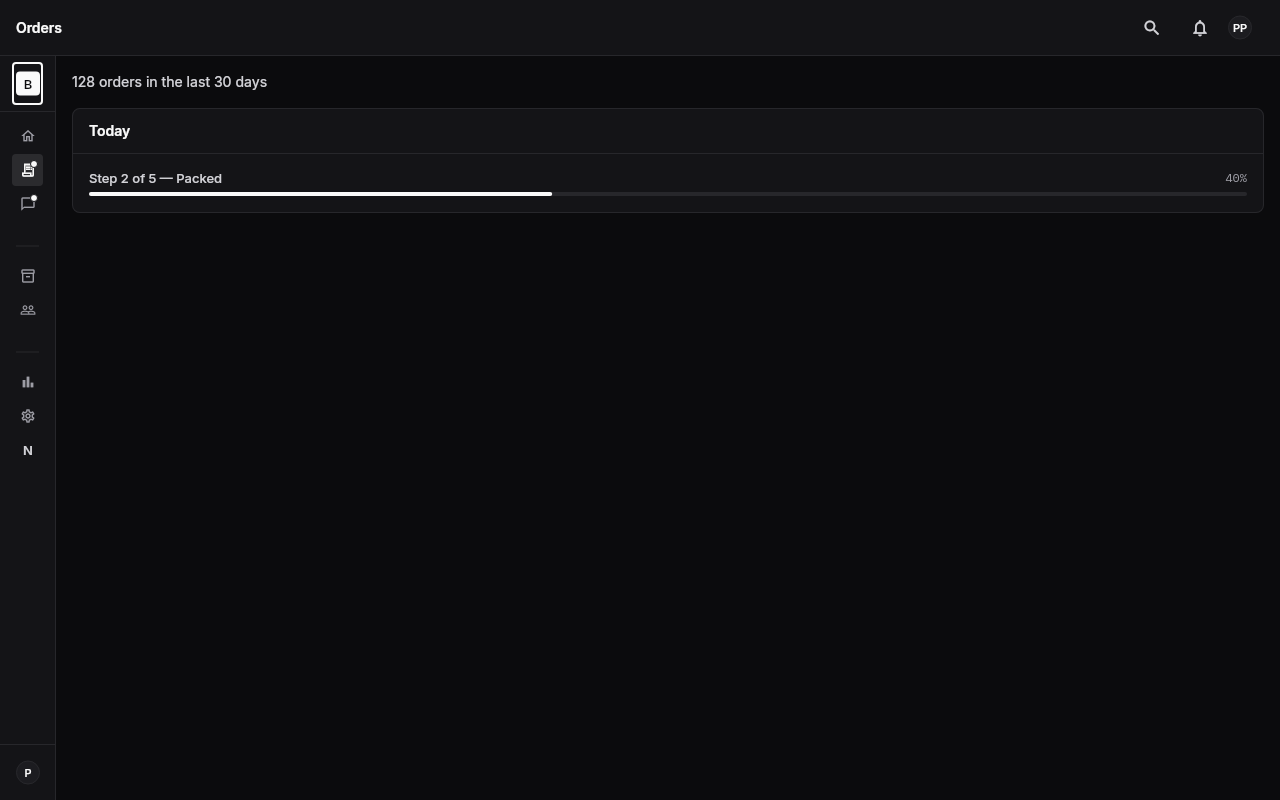 Orders
PP
B
128 orders in the last 30 days
Today
Step 2 of 5 — Packed
40%
N
P